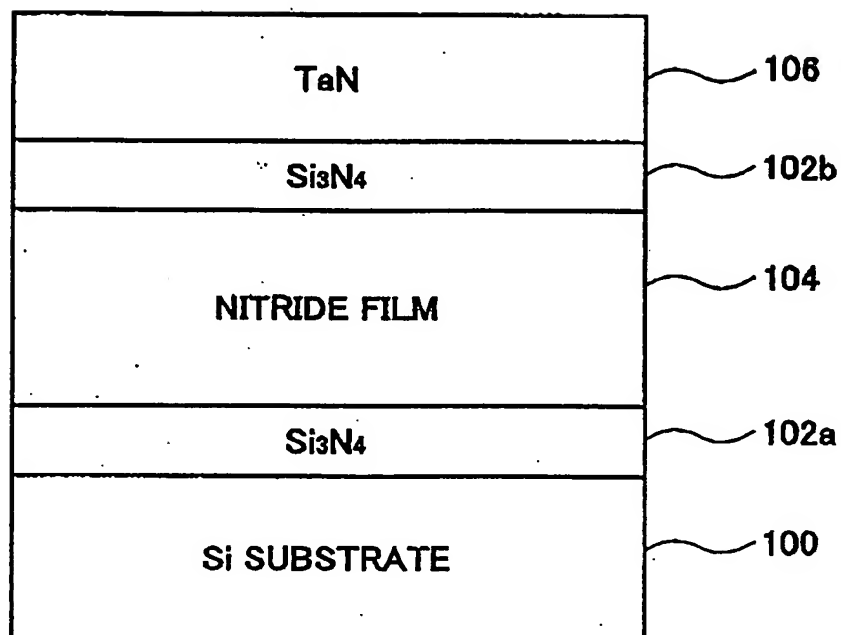 TaN 106
Si₃N₄ 102b
NITRIDE FILM 104
Si₃N₄ 102a
Si SUBSTRATE 100